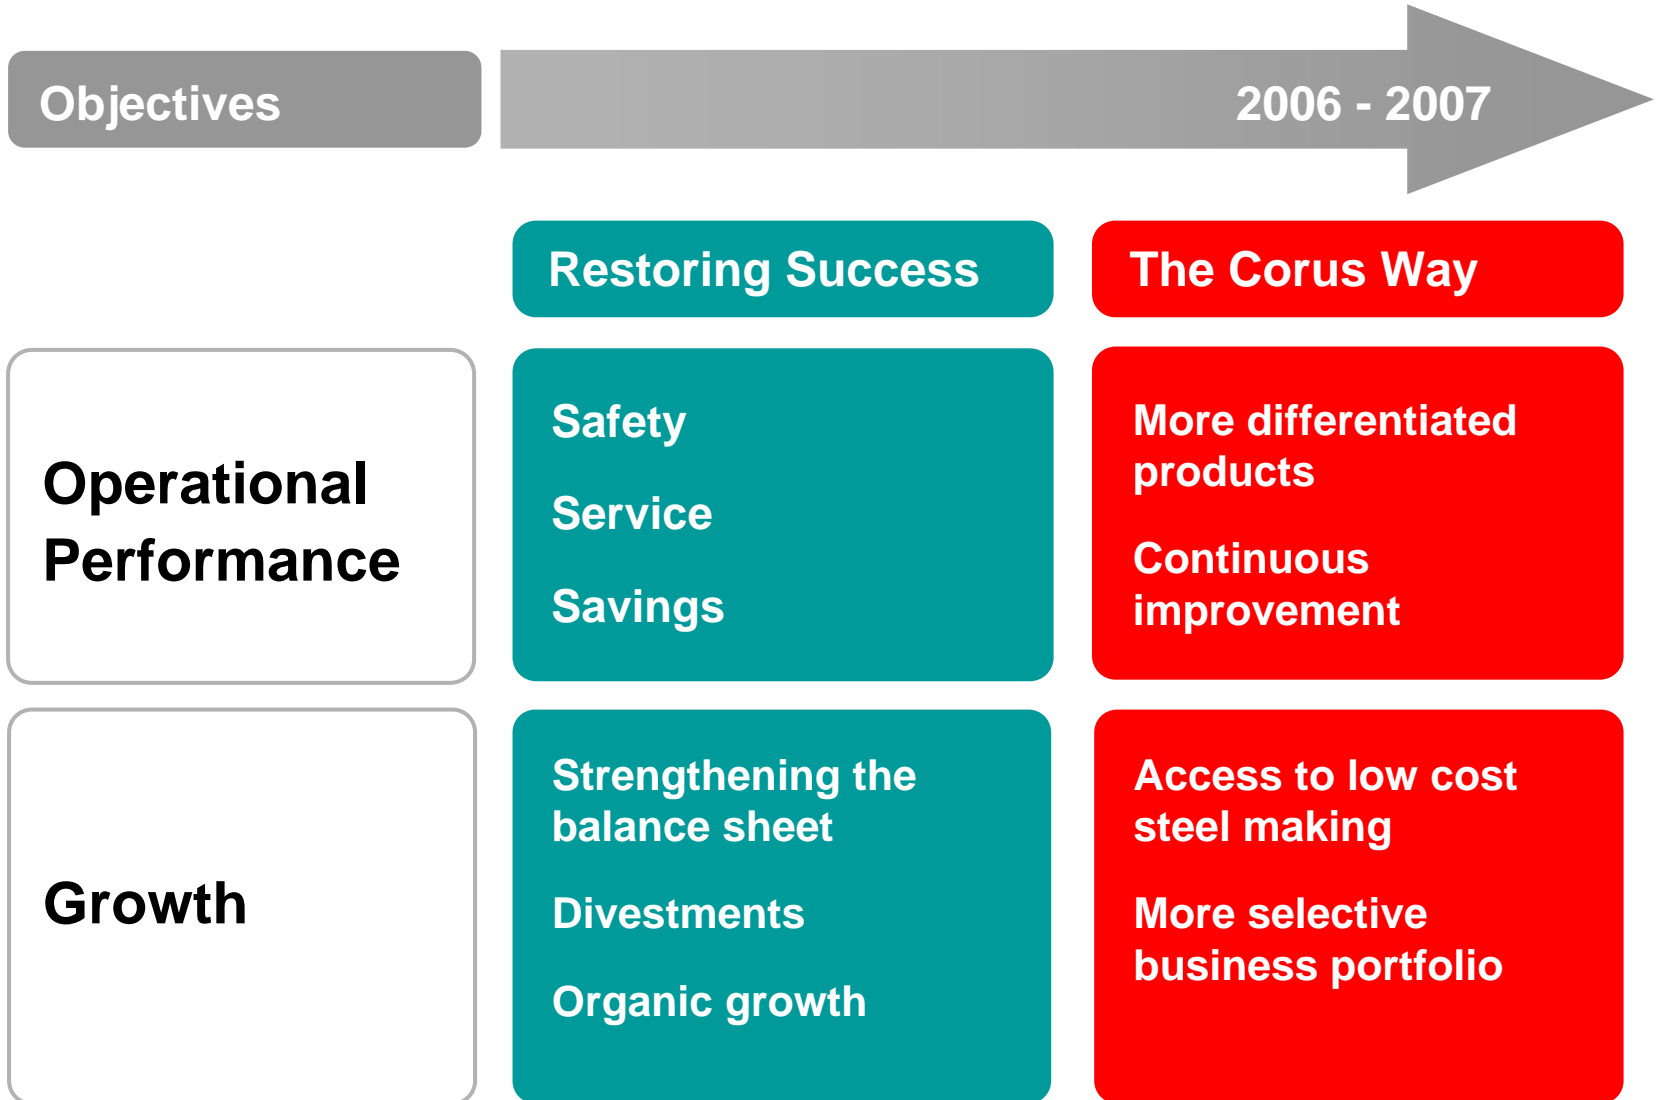 Objectives
2006 - 2007
Restoring Success
The Corus Way
Operational
Performance
Safety
Service
Savings
More differentiated
products
Continuous
improvement
Growth
Strengthening the
balance sheet
Divestments
Organic growth
Access to low cost
steel making
More selective
business portfolio